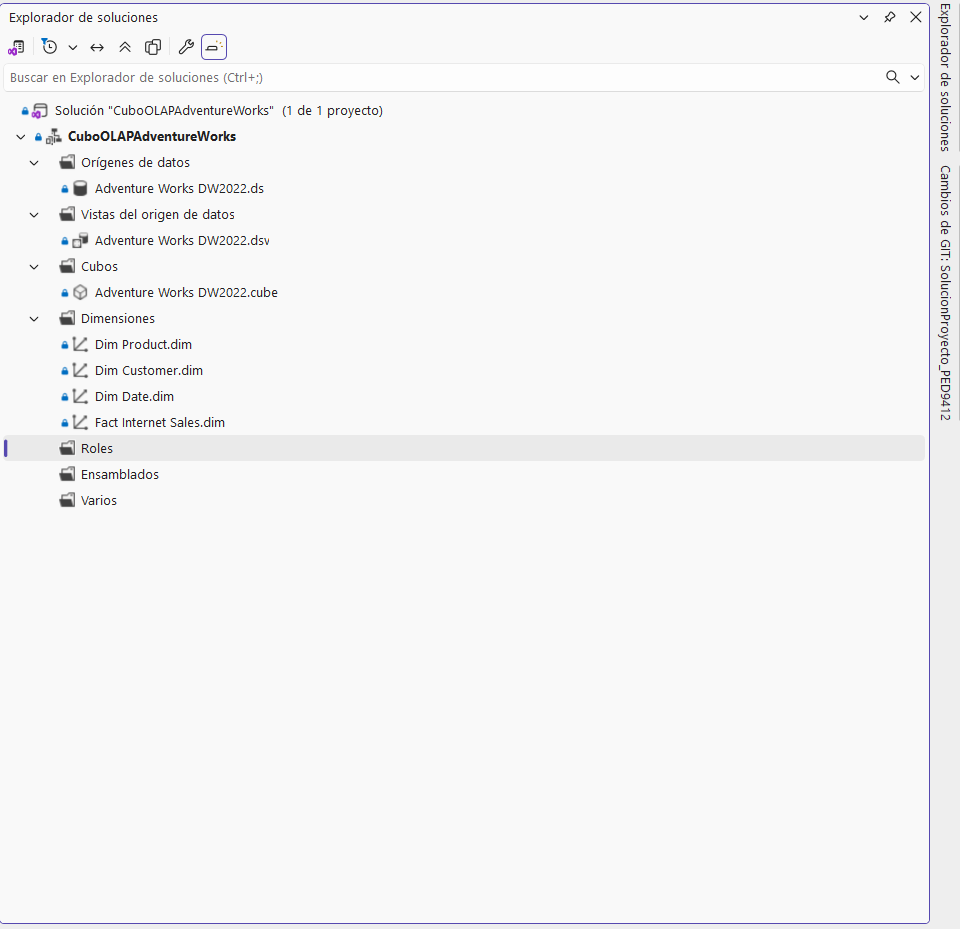 Explorador de soluciones
Buscar en Explorador de soluciones (Ctrl+;)
Solución "CuboOLAPAdventureWorks" (1 de 1 proyecto)
CuboOLAPAdventureWorks
Orígenes de datos
Adventure Works DW2022.ds
Vistas del origen de datos
Adventure Works DW2022.dsv
Cubos
Adventure Works DW2022.cube
Dimensiones
Dim Product.dim
Dim Customer.dim
Dim Date.dim
Fact Internet Sales.dim
Roles
Ensamblados
Varios
Explorador de soluciones
Cambios de GIT: SolucionProyecto_PED9412